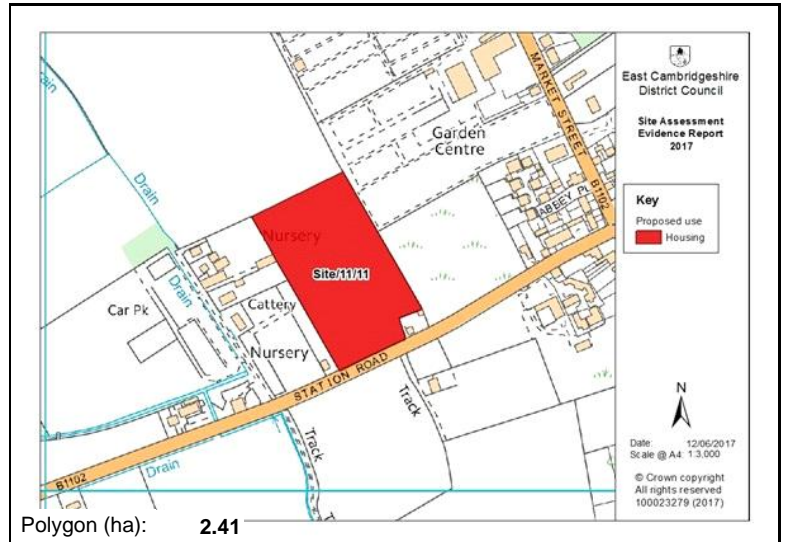 East Cambridgeshire
District Council
Site Assessment
Evidence Report
2017
Key
Proposed use
Housing
N
Date: 12/06/2017
Scale @ A4: 1:3,000
© Crown copyright
All rights reserved
100023279 (2017)
ain
Drain
Garden
Centre
MARKET STREET
B1102
ABBEY PL
Nursery
Site/11/11
Cattery
Car Pk
Drain
Nursery
STATION ROAD
Track
Track
Drain
B1102
Polygon (ha): 2.41